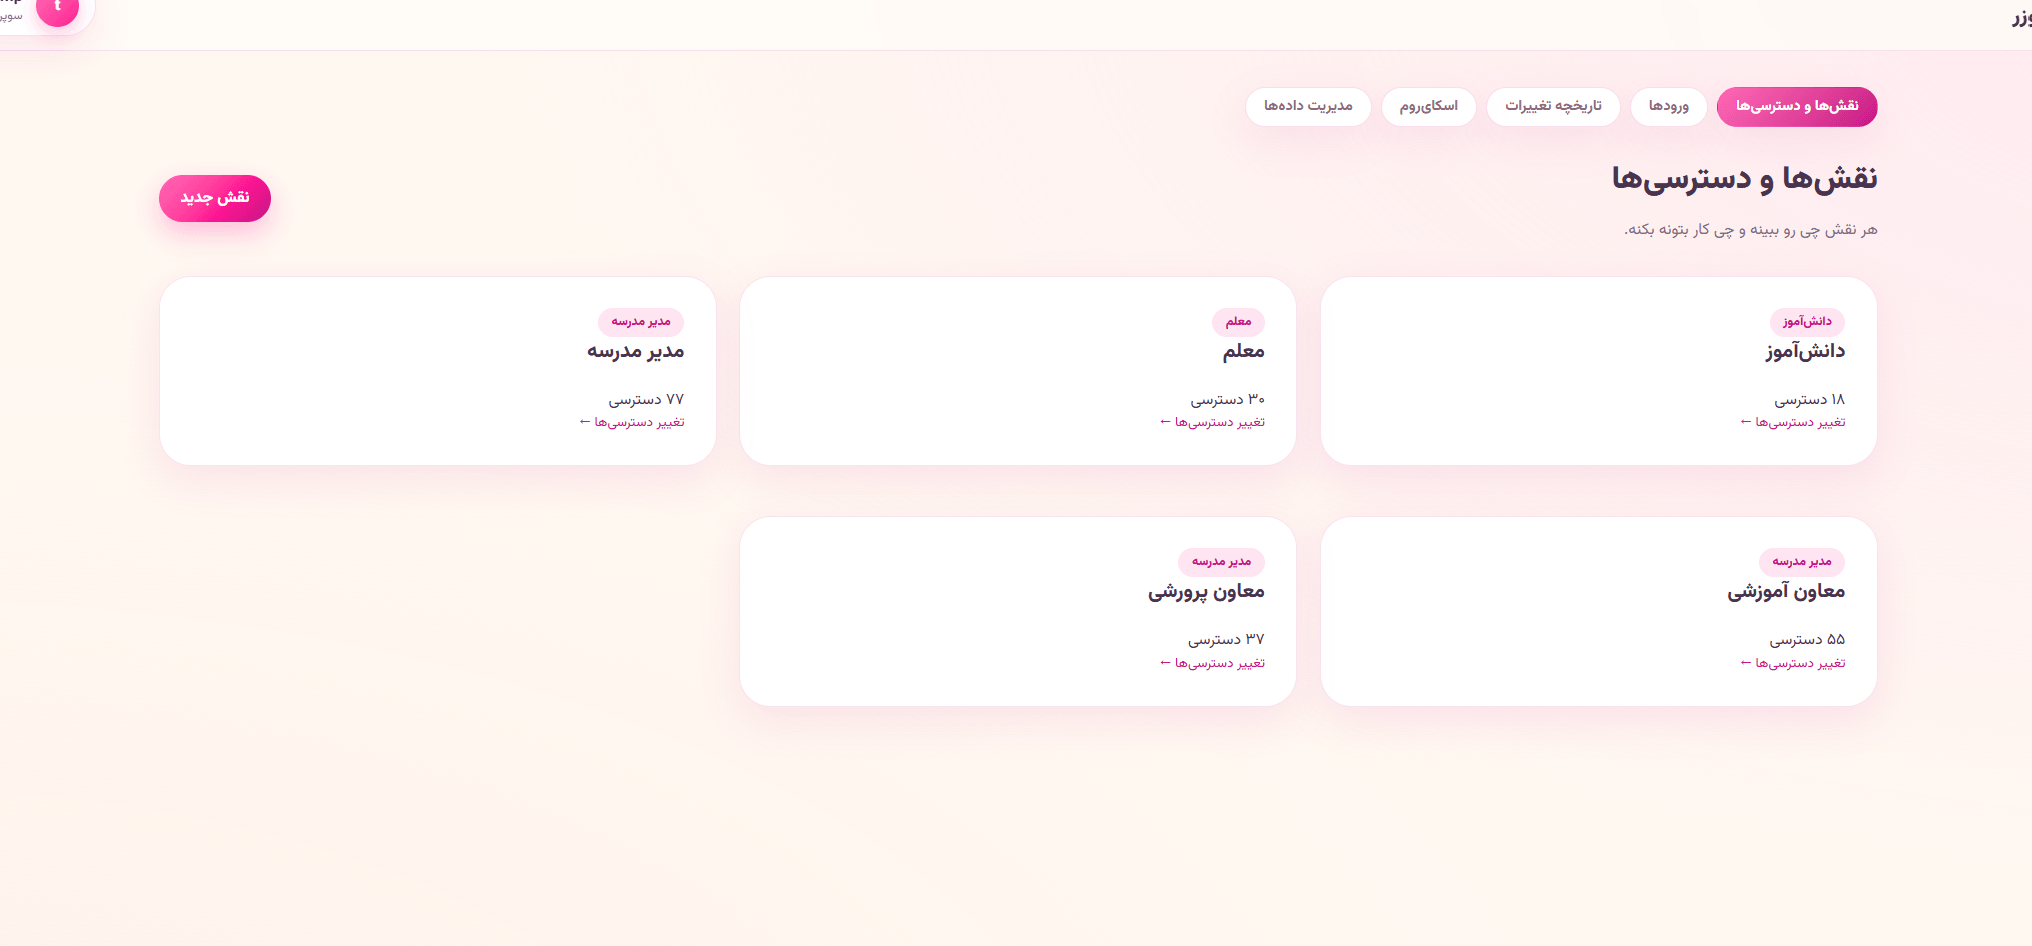 t
نقش‌ها و دسترسی‌ها
ورودها
تاریخچه تغییرات
اسکای‌روم
مدیریت داده‌ها
نقش‌ها و دسترسی‌ها
هر نقش چی رو ببینه و چی کار بتونه بکنه.
نقش جدید
دانش‌آموز
دانش‌آموز
۱۸ دسترسی
تغییر دسترسی‌ها ←
معلم
معلم
۳۰ دسترسی
تغییر دسترسی‌ها ←
مدیر مدرسه
مدیر مدرسه
۷۷ دسترسی
تغییر دسترسی‌ها ←
مدیر مدرسه
معاون آموزشی
۵۵ دسترسی
تغییر دسترسی‌ها ←
مدیر مدرسه
معاون پرورشی
۳۷ دسترسی
تغییر دسترسی‌ها ←